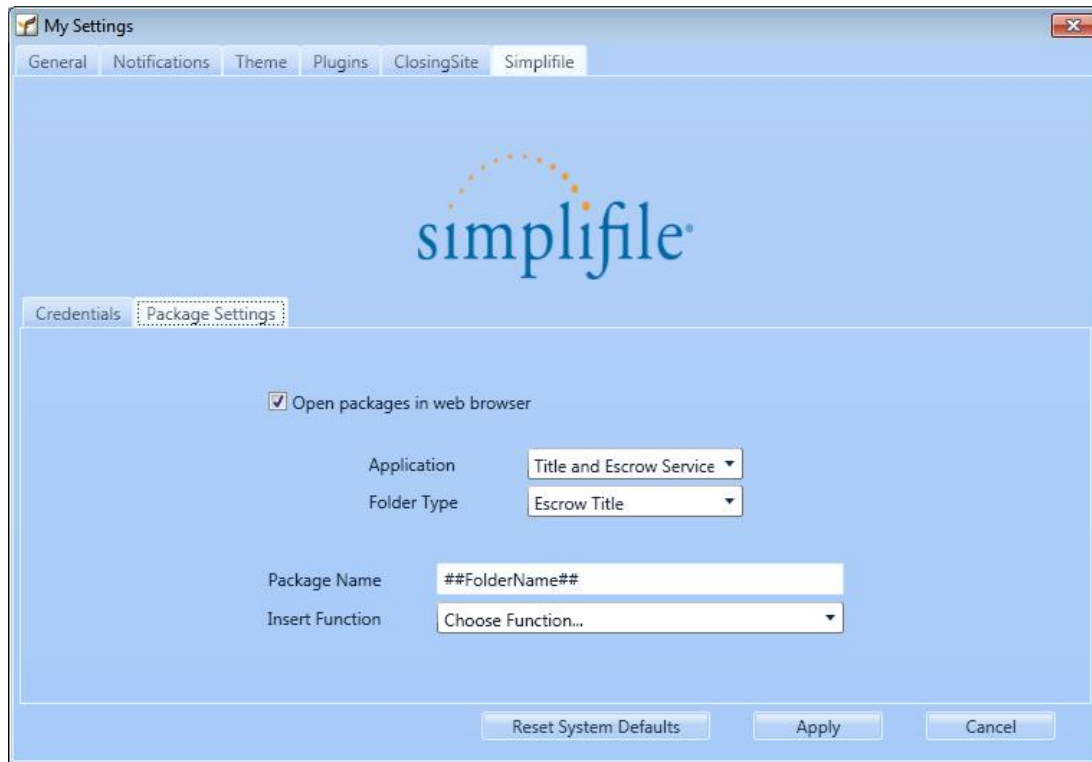 My Settings
General Notifications Theme Plugins ClosingSite Simplifile
simplifile®
Credentials Package Settings
Open packages in web browser
Application Title and Escrow Service
Folder Type Escrow Title
Package Name ##FolderName##
Insert Function Choose Function...
Reset System Defaults Apply Cancel